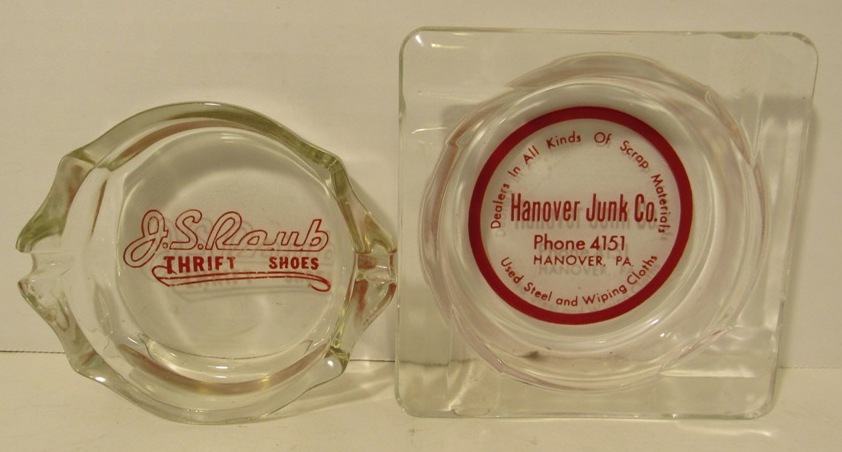 J.S. Raub
THRIFT SHOES
Dealers In All Kinds Of Scrap Materials
Hanover Junk Co.
Phone 4151
HANOVER, PA.
Used Steel and Wiping Cloths